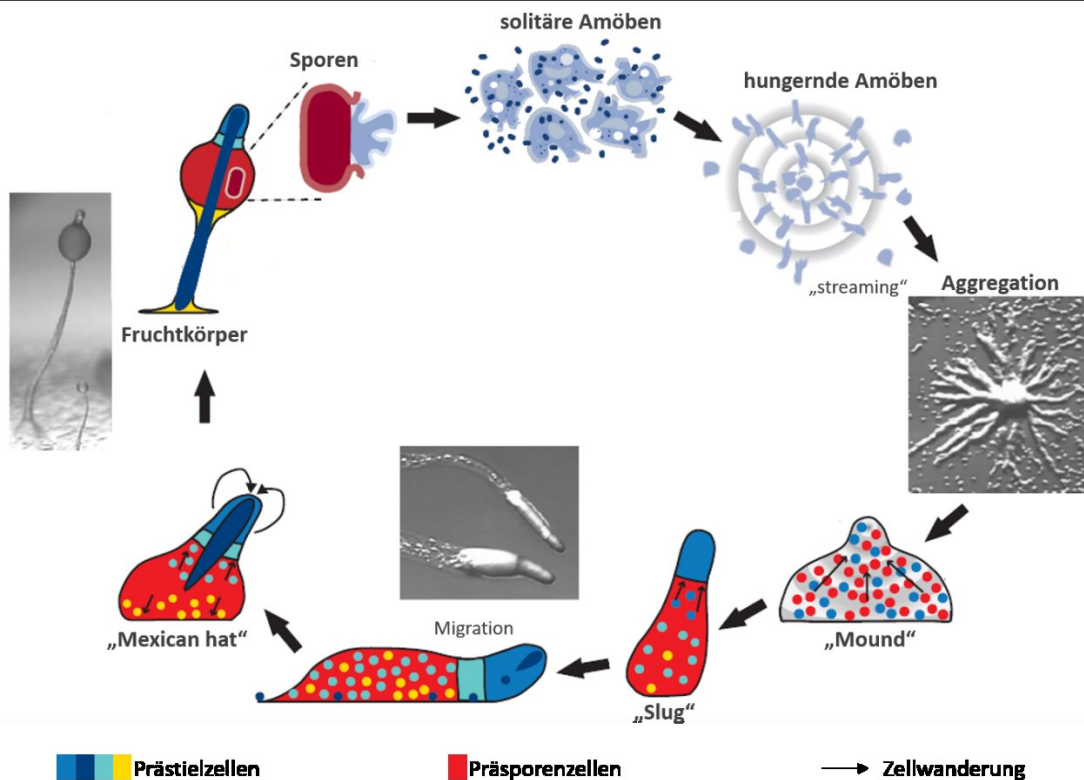 solitäre Amöben
Sporen
hungernde Amöben
„streaming“
Aggregation
Fruchtkörper
„Mound“
„Slug“
Migration
„Mexican hat“
Prästielzellen
Präsporenzellen
Zellwanderung